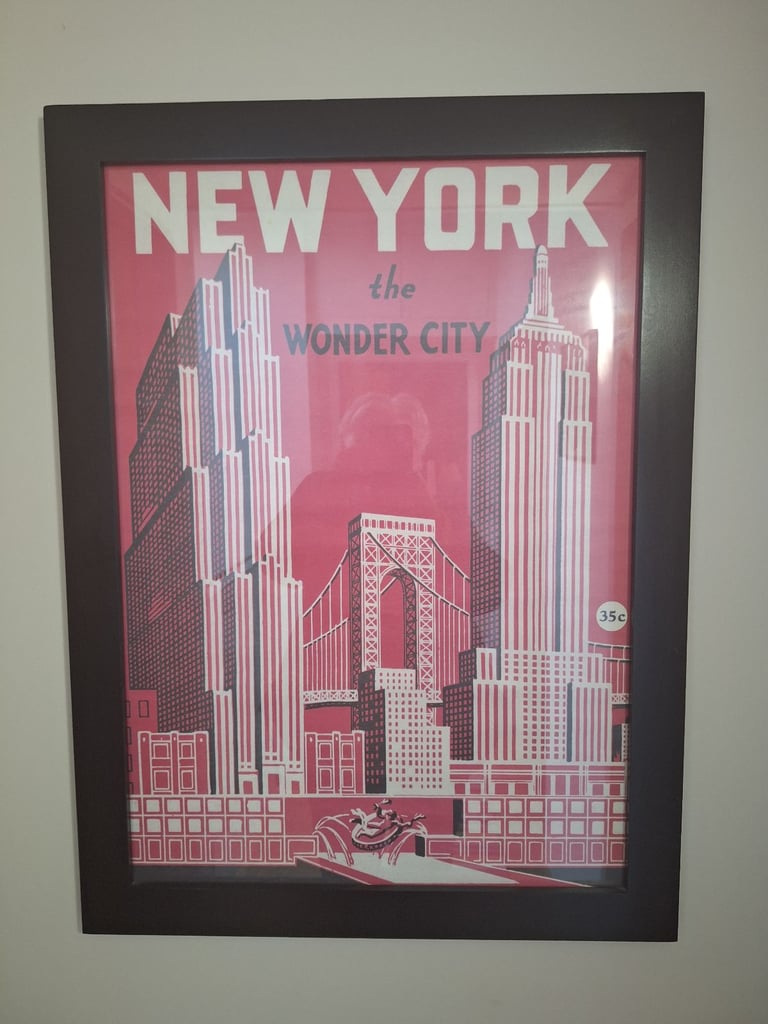 NEW YORK
the
WONDER CITY
35c